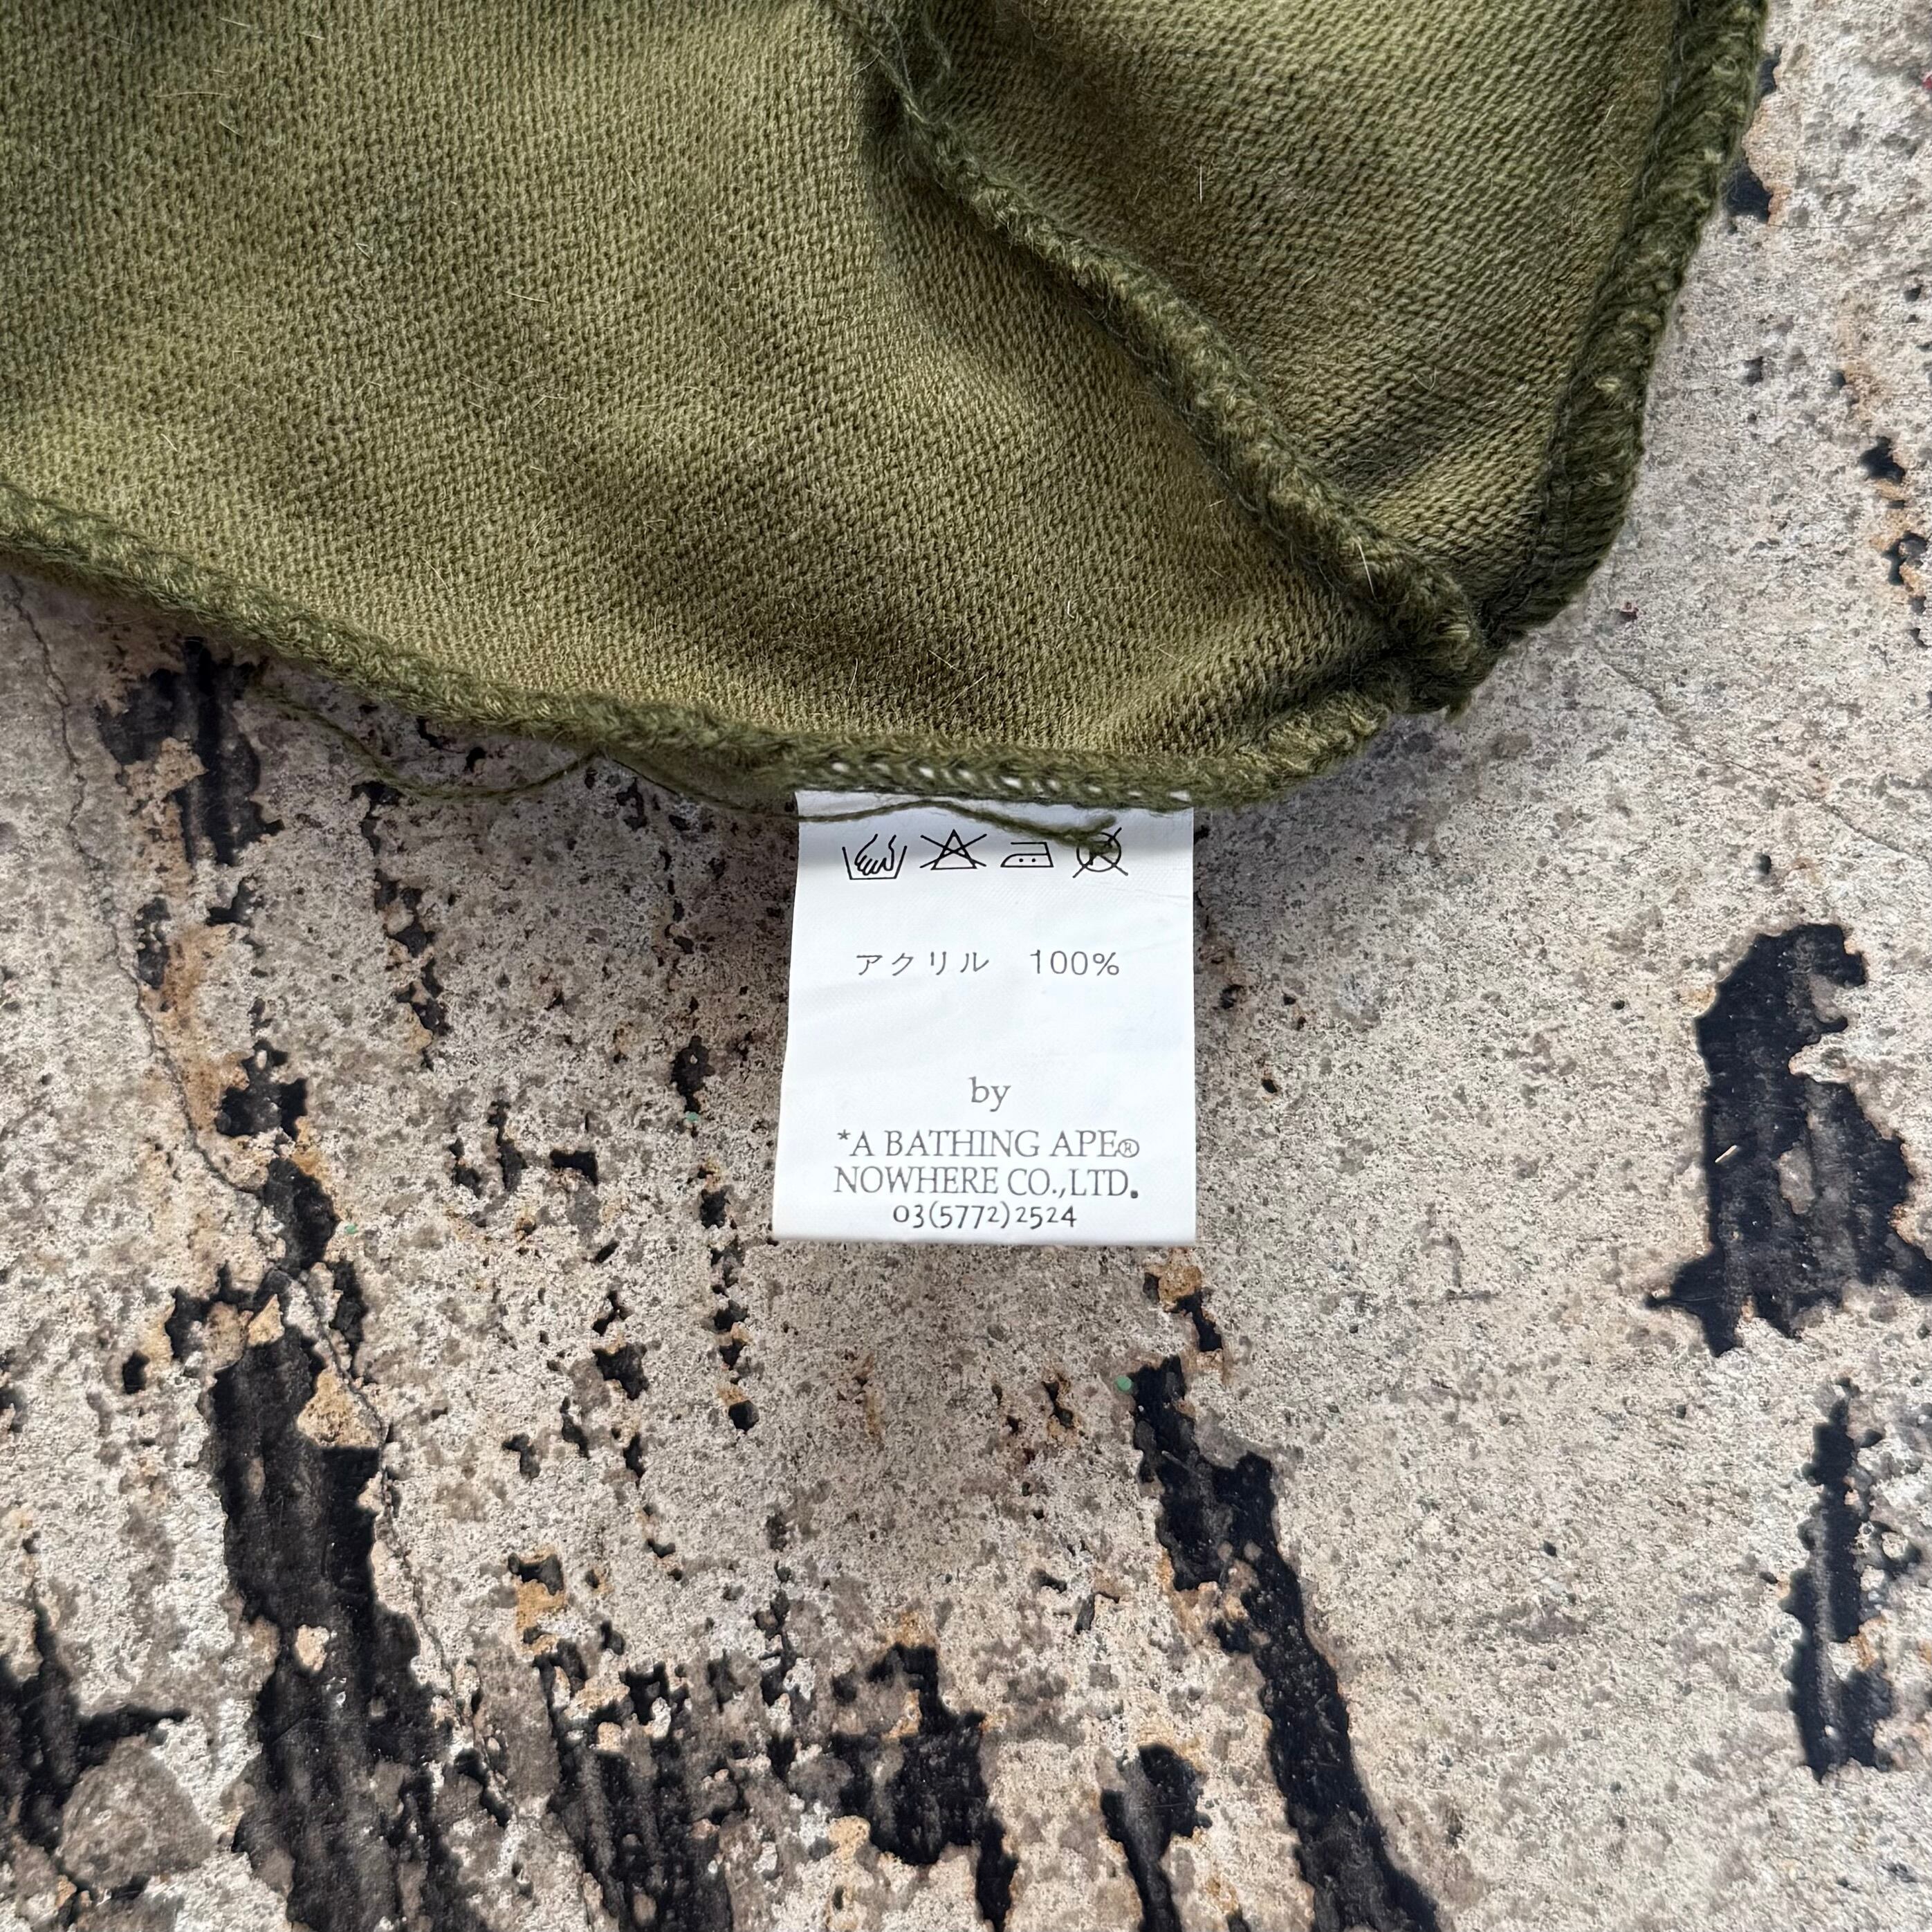 アクリル 100%
by
*A BATHING APE®
NOWHERE CO.,LTD.
03(5772)2524